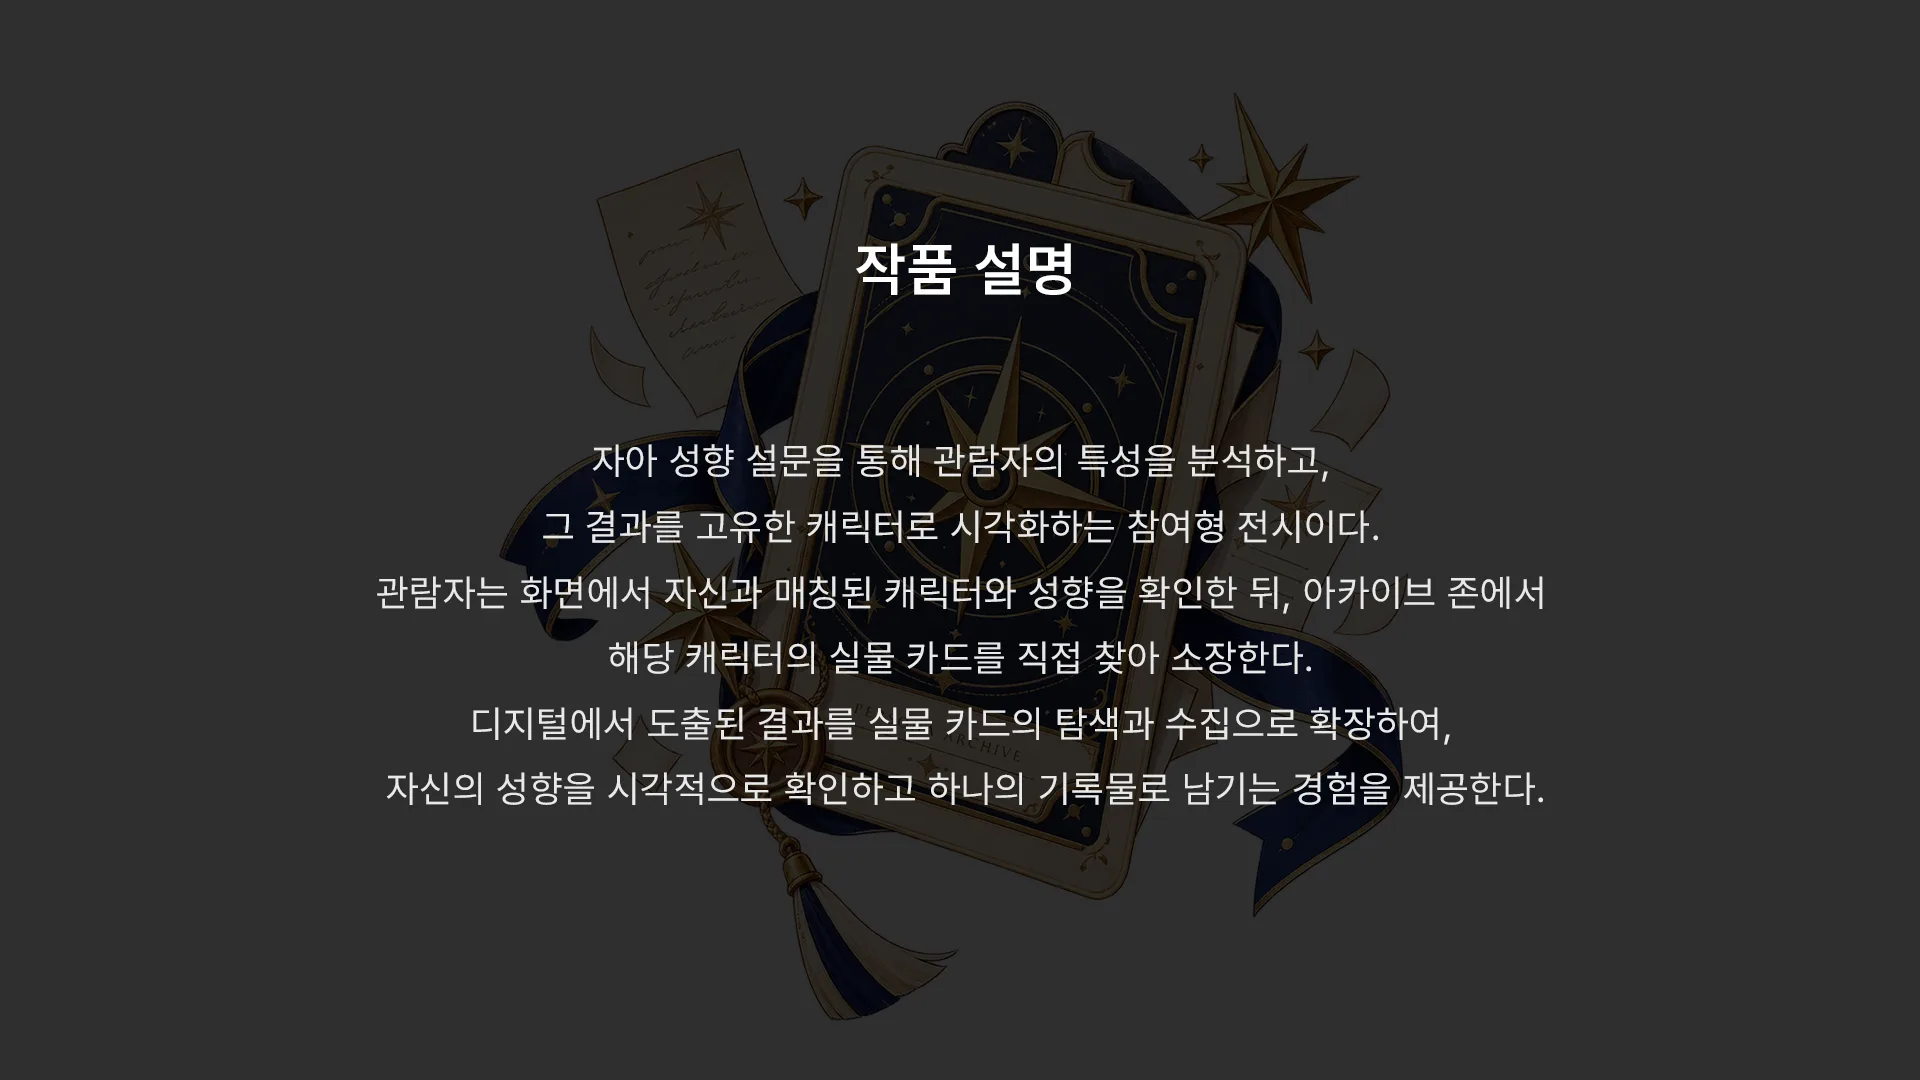 작품 설명
자아 성향 설문을 통해 관람자의 특성을 분석하고,
그 결과를 고유한 캐릭터로 시각화하는 참여형 전시이다.
관람자는 화면에서 자신과 매칭된 캐릭터와 성향을 확인한 뒤, 아카이브 존에서
해당 캐릭터의 실물 카드를 직접 찾아 소장한다.
디지털에서 도출된 결과를 실물 카드의 탐색과 수집으로 확장하여,
ARCHIVE
자신의 성향을 시각적으로 확인하고 하나의 기록물로 남기는 경험을 제공한다.